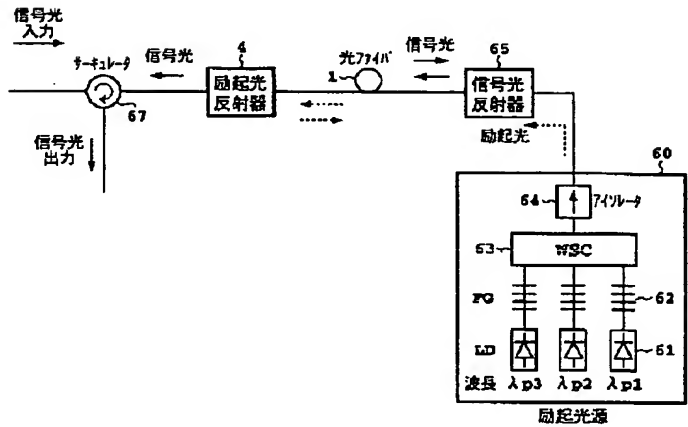 信号光
入力
サーキュレータ
67
信号光
出力
信号光
4
励起光
反射器
光ファイバ
1
信号光
65
信号光
反射器
励起光
60
64
アイソレータ
63
WSC
FG
62
LD
61
波長 λp3 λp2 λp1
励起光源